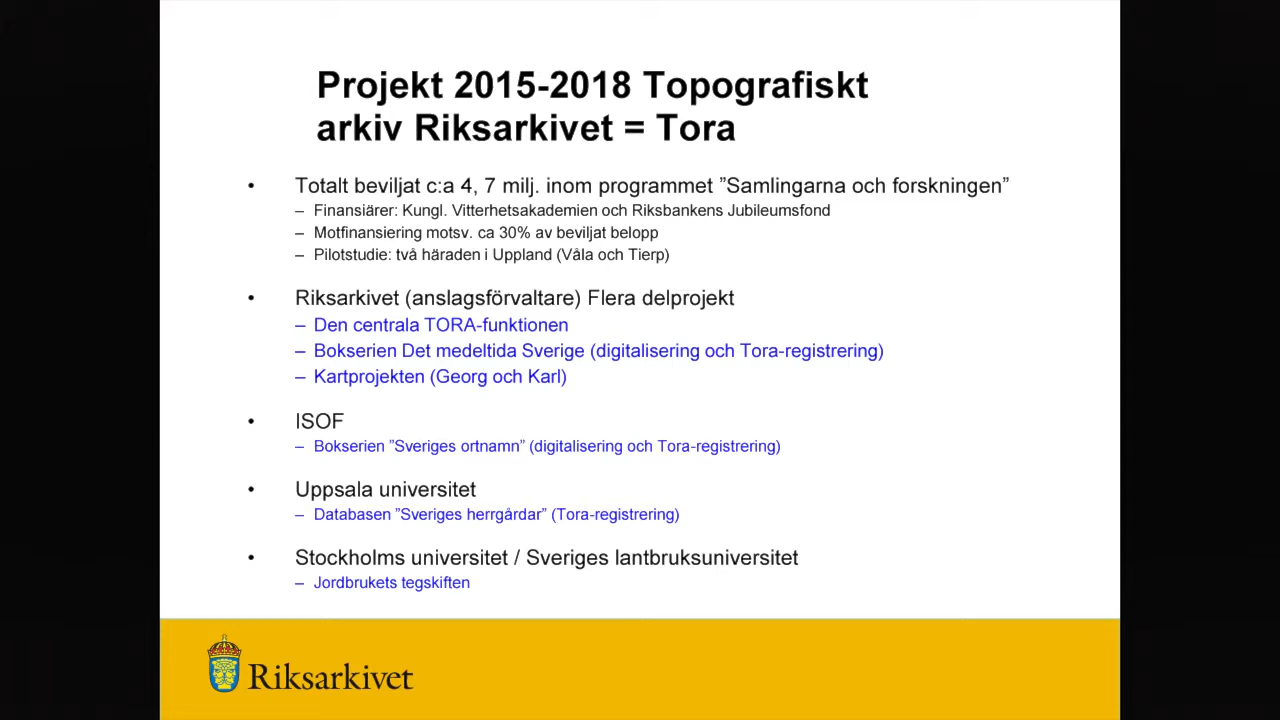 Projekt 2015-2018 Topografiskt
arkiv Riksarkivet = Tora
• Totalt beviljat c:a 4, 7 milj. inom programmet ”Samlingarna och forskningen”
– Finansiärer: Kungl. Vitterhetsakademien och Riksbankens Jubileumsfond
– Motfinansiering motsv. ca 30% av beviljat belopp
– Pilotstudie: två häraden i Uppland (Våla och Tierp)
• Riksarkivet (anslagsförvaltare) Flera delprojekt
– Den centrala TORA-funktionen
– Bokserien Det medeltida Sverige (digitalisering och Tora-registrering)
– Kartprojekten (Georg och Karl)
• ISOF
– Bokserien ”Sveriges ortnamn” (digitalisering och Tora-registrering)
• Uppsala universitet
– Databasen ”Sveriges herrgårdar” (Tora-registrering)
• Stockholms universitet / Sveriges lantbruksuniversitet
– Jordbrukets tegskiften
Riksarkivet